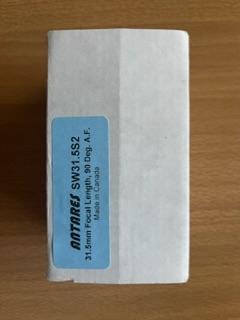 ANTARES SW31.5S2
31.5mm Focal Length, 90 Deg. A.F.
Made in Canada